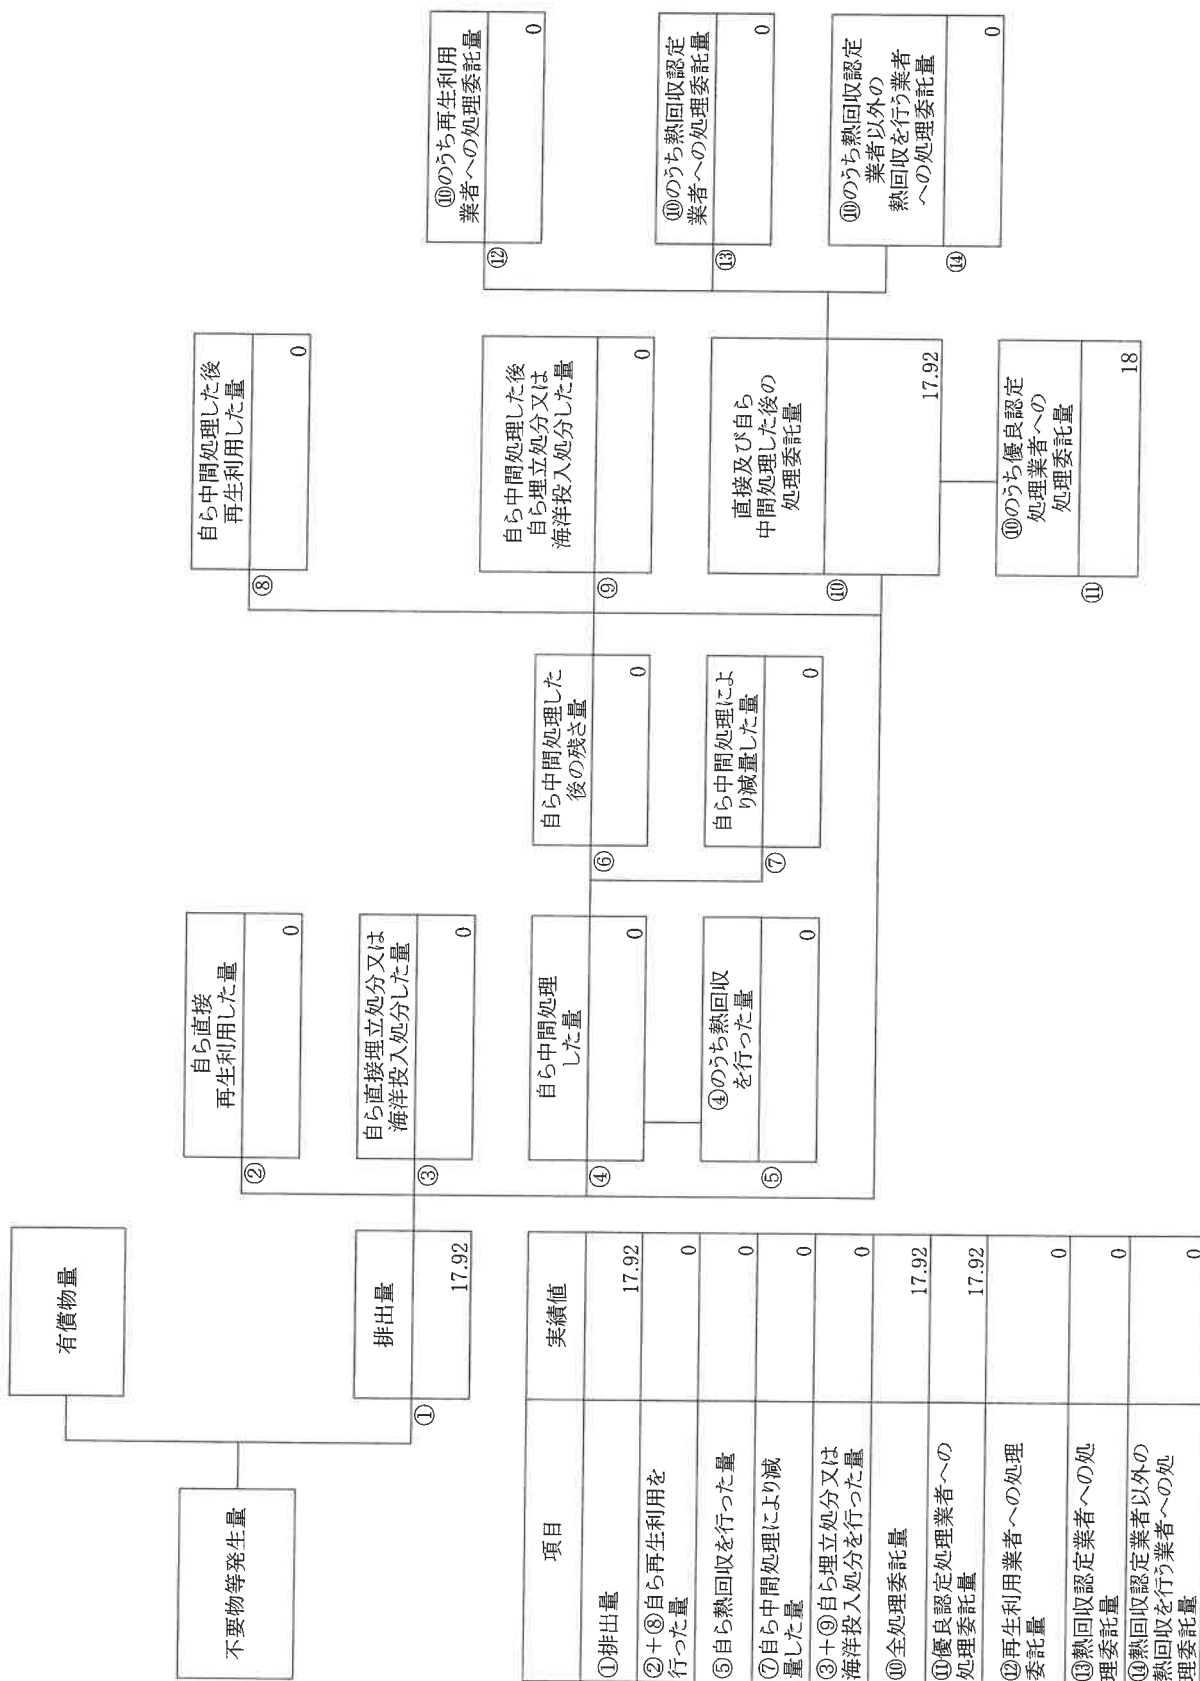 不要物等発生量
有償物量
①
排出量
17.92
②
自ら直接
再生利用した量
0
③
自ら直接埋立処分又は
海洋投入処分した量
0
④
自ら中間処理
した量
0
⑤
④のうち熱回収
を行った量
0
⑥
自ら中間処理した
後の残さ量
0
⑦
自ら中間処理によ
り減量した量
0
⑧
自ら中間処理した後
再生利用した量
0
⑨
自ら中間処理した後
自ら埋立処分又は
海洋投入処分した量
0
⑩
直接及び自ら
中間処理した後の
処理委託量
17.92
⑪
⑩のうち優良認定
処理業者への
処理委託量
18
⑫
⑩のうち再生利用
業者への処理委託量
0
⑬
⑩のうち熱回収認定
業者への処理委託量
0
⑭
⑩のうち熱回収認定
業者以外の
熱回収を行う業者
への処理委託量
0
項目 実績値
①排出量 17.92
②＋⑧自ら再生利用を
行った量 0
⑤自ら熱回収を行った量 0
⑦自ら中間処理により減
量した量 0
③＋⑨自ら埋立処分又は
海洋投入処分を行った量 0
⑩全処理委託量 17.92
⑪優良認定処理業者への
処理委託量 17.92
⑫再生利用業者への処理
委託量 0
⑬熱回収認定業者への処
理委託量 0
⑭熱回収認定業者以外の
熱回収を行う業者への処
理委託量 0